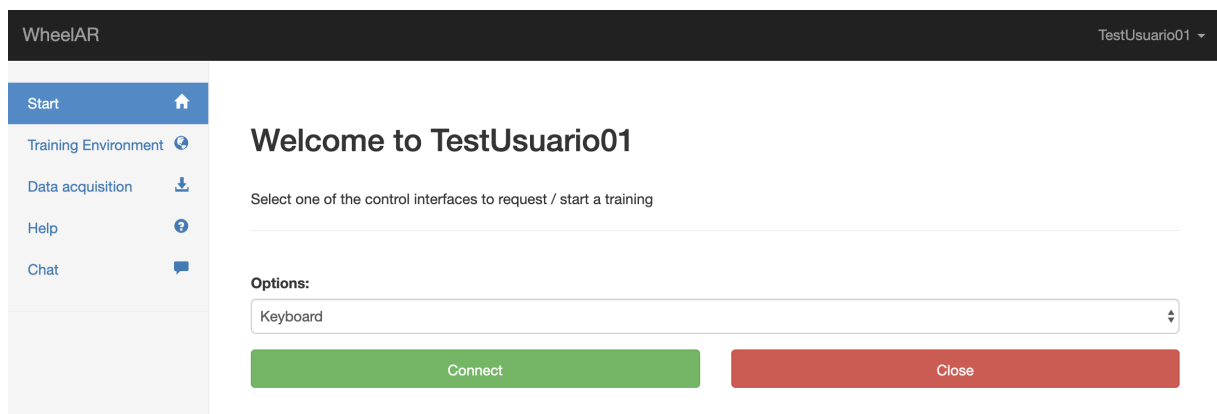 WheelAR
TestUsuario01
Start
Training Environment
Data acquisition
Help
Chat
Welcome to TestUsuario01
Select one of the control interfaces to request / start a training
Options:
Keyboard
Connect
Close